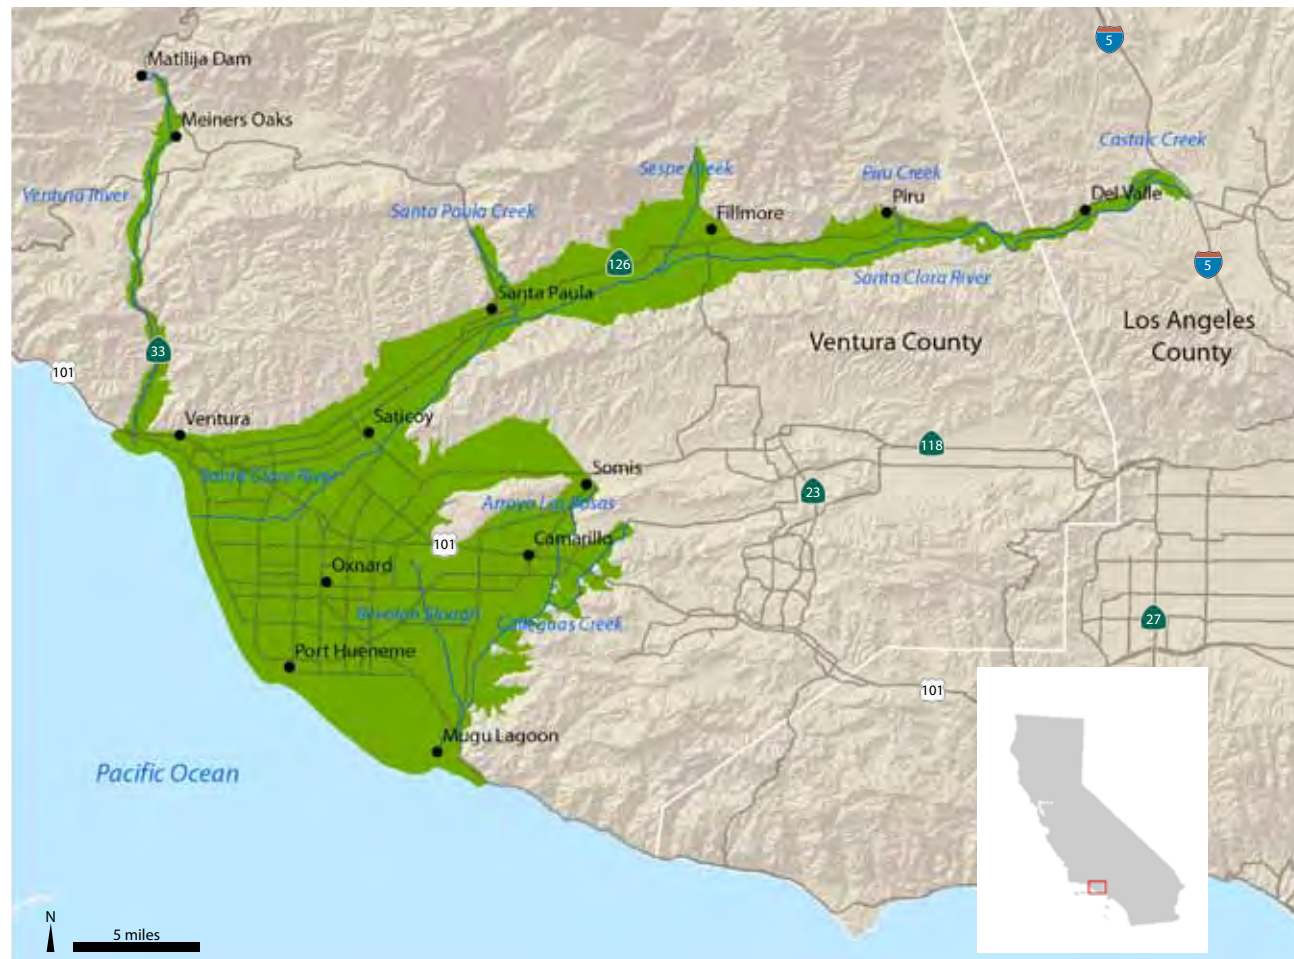 5
Matilija Dam
Meiners Oaks
Castaic Creek
Sespe Creek
Piru Creek
Ventura River
Del Valle
Piru
Santa Paula Creek
Fillmore
126
5
Santa Clara River
Santa Paula
Los Angeles
County
Ventura County
33
101
Ventura
Saticoy
118
Somis
Santa Clara River
23
Arroyo Las Posas
101
Camarillo
Oxnard
Revolon Slough
Calleguas Creek
27
Port Hueneme
101
Mugu Lagoon
Pacific Ocean
N
5 miles